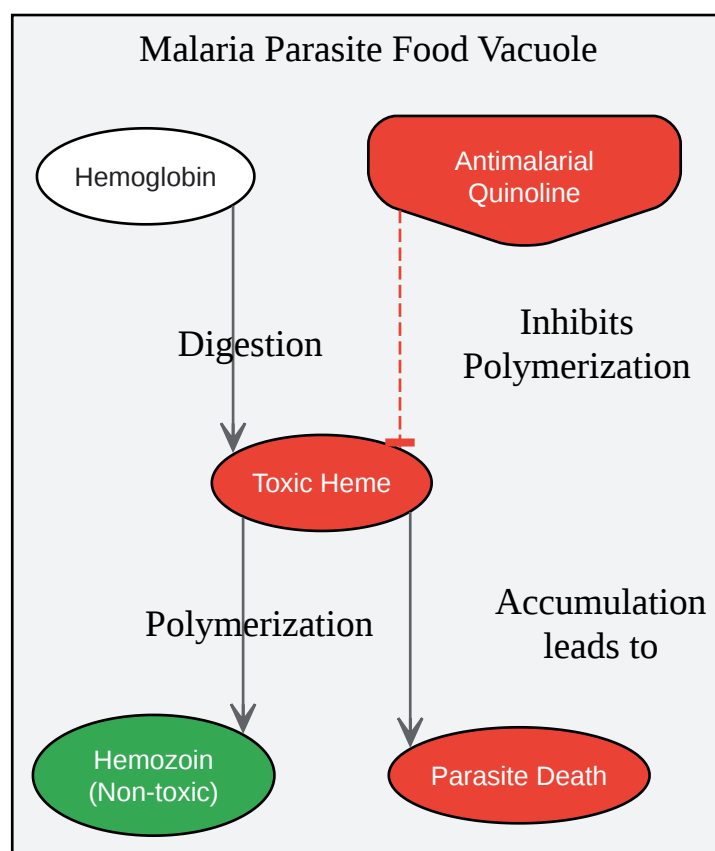 Malaria Parasite Food Vacuole
Hemoglobin
Antimalarial
Quinoline
Digestion
Inhibits
Polymerization
Toxic Heme
Polymerization
Accumulation
leads to
Hemozoin
(Non-toxic)
Parasite Death